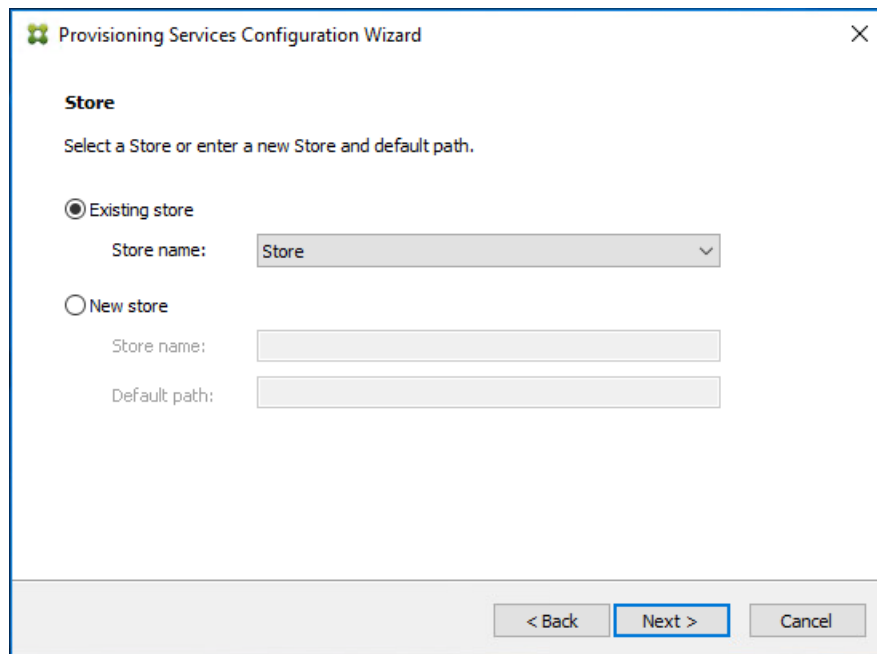 Provisioning Services Configuration Wizard
Store
Select a Store or enter a new Store and default path.
Existing store
Store name: Store
New store
Store name:
Default path:
< Back Next > Cancel